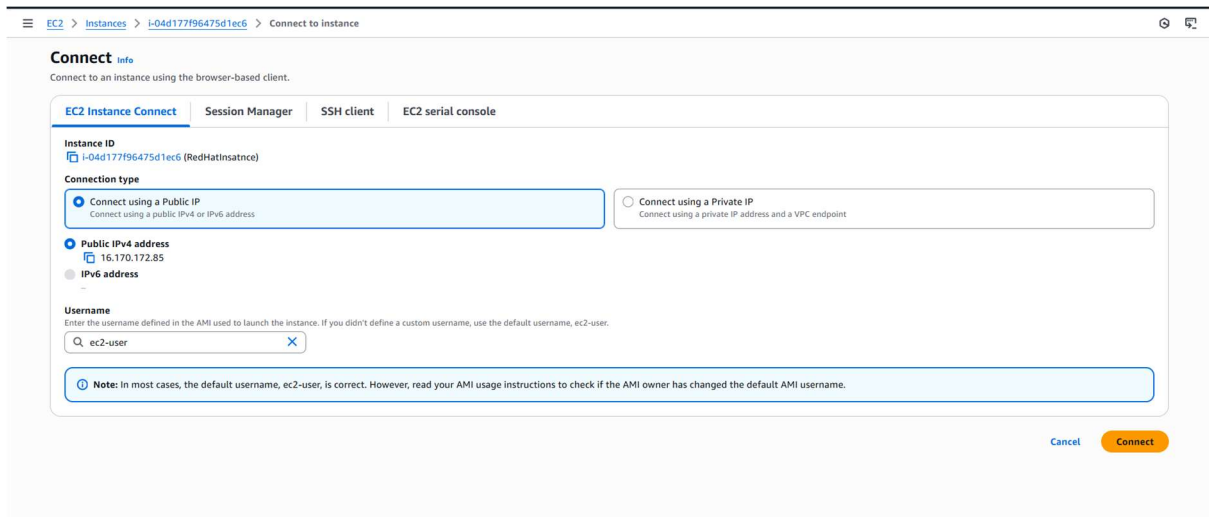 EC2 > Instances > i-04d177f96475d1ec6 > Connect to instance
Connect Info
Connect to an instance using the browser-based client.
EC2 Instance Connect Session Manager SSH client EC2 serial console
Instance ID
i-04d177f96475d1ec6 (RedHatInsatnce)
Connection type
Connect using a Public IP
Connect using a public IPv4 or IPv6 address
Connect using a Private IP
Connect using a private IP address and a VPC endpoint
Public IPv4 address
16.170.172.85
IPv6 address
–
Username
Enter the username defined in the AMI used to launch the instance. If you didn't define a custom username, use the default username, ec2-user.
ec2-user
Note: In most cases, the default username, ec2-user, is correct. However, read your AMI usage instructions to check if the AMI owner has changed the default AMI username.
Cancel Connect